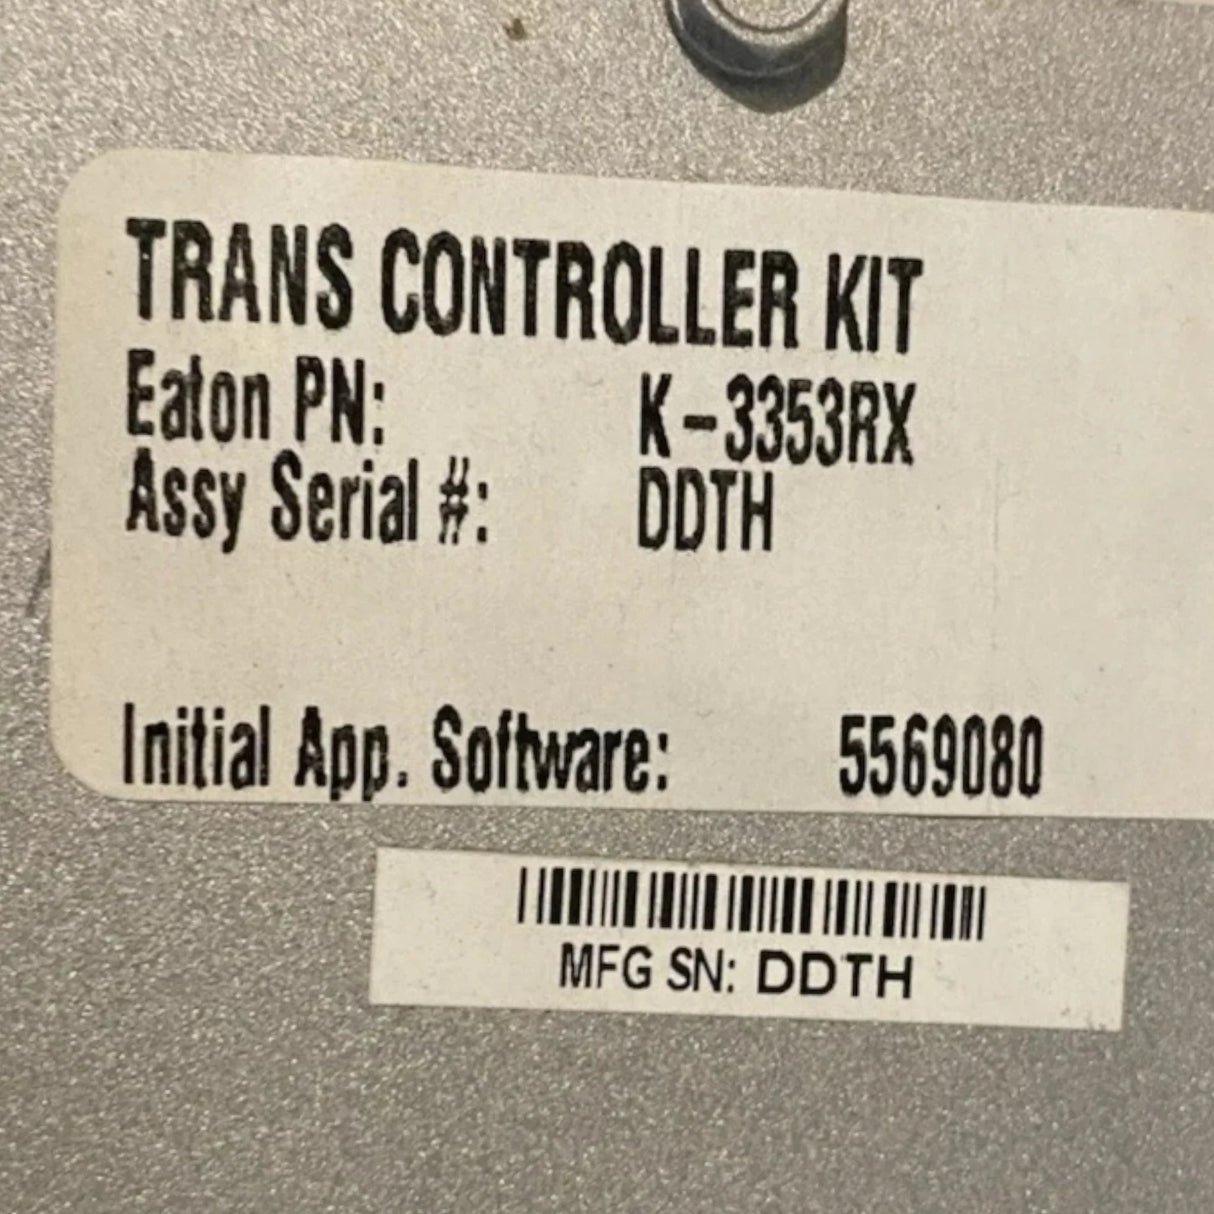 TRANS CONTROLLER KIT
Eaton PN: K-3353RX
Assy Serial #: DDTH
Initial App. Software: 5569080
MFG SN: DDTH